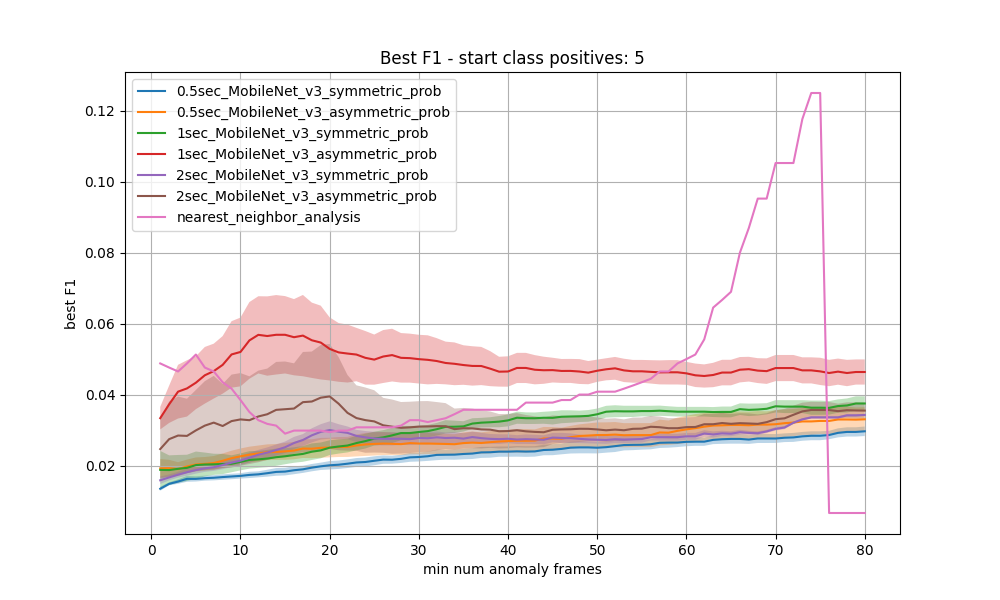 Best F1 - start class positives: 5
0.5sec_MobileNet_v3_symmetric_prob
0.5sec_MobileNet_v3_asymmetric_prob
1sec_MobileNet_v3_symmetric_prob
1sec_MobileNet_v3_asymmetric_prob
2sec_MobileNet_v3_symmetric_prob
2sec_MobileNet_v3_asymmetric_prob
nearest_neighbor_analysis
best F1
0.12
0.10
0.08
0.06
0.04
0.02
0 10 20 30 40 50 60 70 80
min num anomaly frames